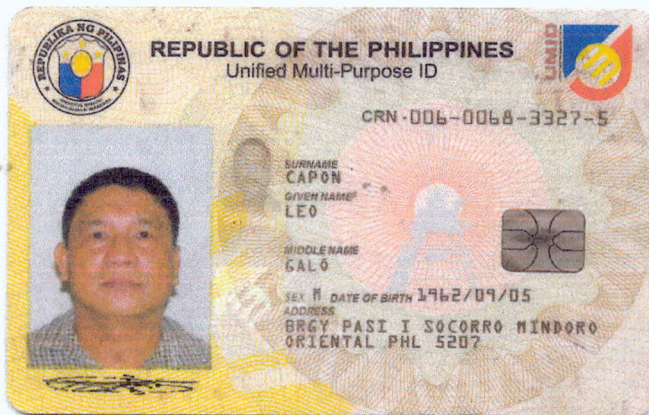 REPUBLIKA NG PILIPINAS
REPUBLIC OF THE PHILIPPINES
Unified Multi-Purpose ID
UMID
CRN-006-0068-3327-5
SURNAME
CAPON
GIVEN NAME
LEO
MIDDLE NAME
GALO
SEX M DATE OF BIRTH 1962/09/05
ADDRESS
BRGY PASI I SOCORRO MINDORO
ORIENTAL PHL 5207